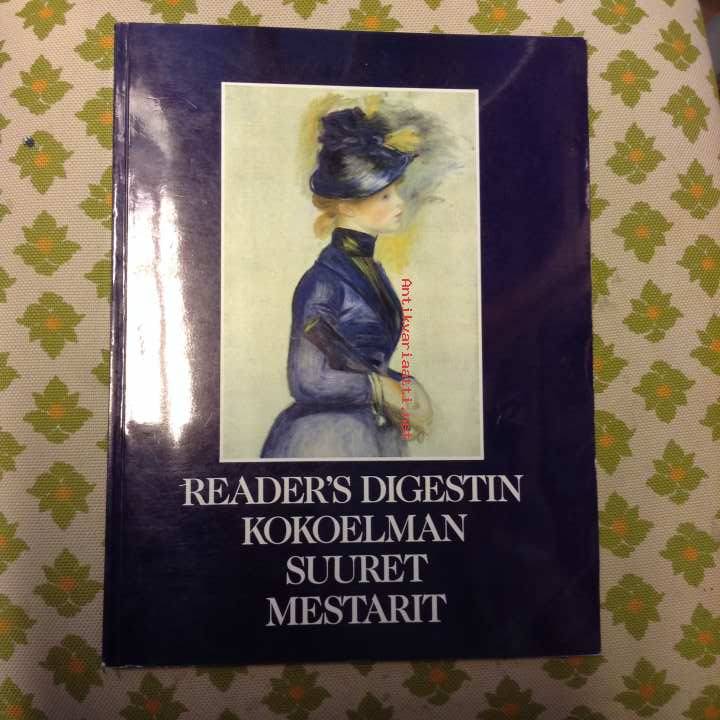 Antikvariaatti.net
READER'S DIGESTIN
KOKOELMAN
SUURET
MESTARIT